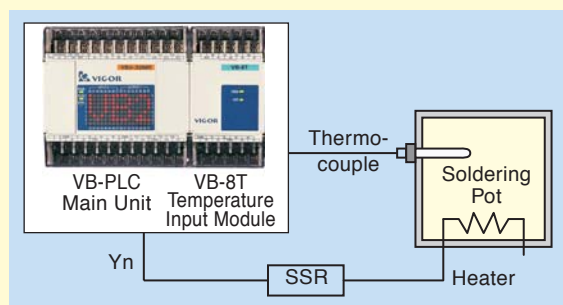 VIGOR
VB-8T
VIGOR
VB-PLC
Main Unit
VB-8T
Temperature
Input Module
Thermo-
couple
Soldering
Pot
Yn
SSR
Heater